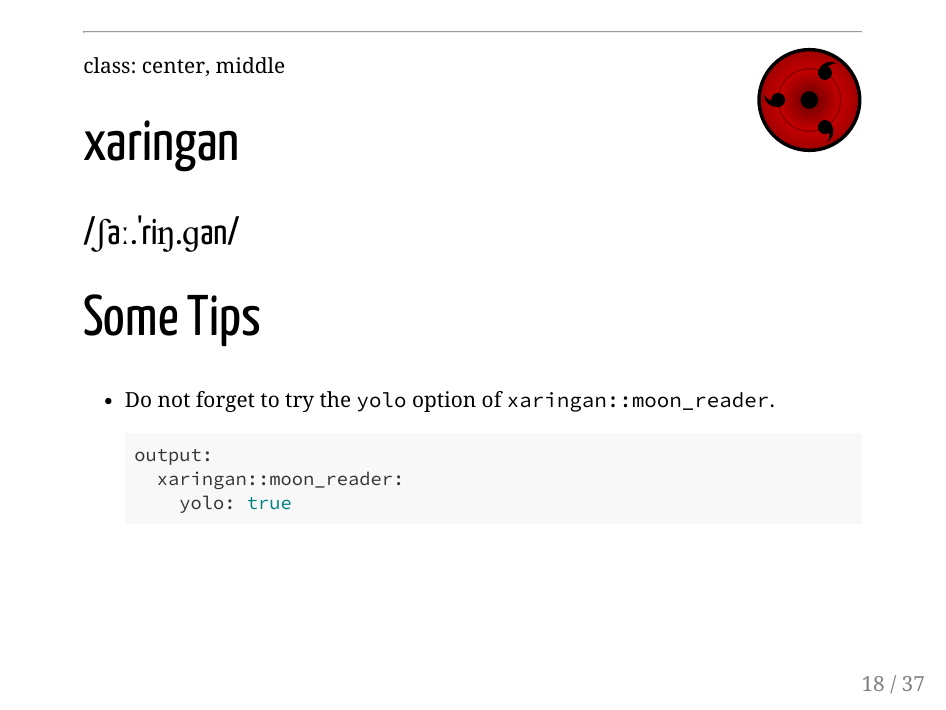 class: center, middle
xaringan
/ʃaː.'riŋ.ɡan/
Some Tips
• Do not forget to try the yolo option of xaringan::moon_reader.
output:
  xaringan::moon_reader:
    yolo: true
18 / 37